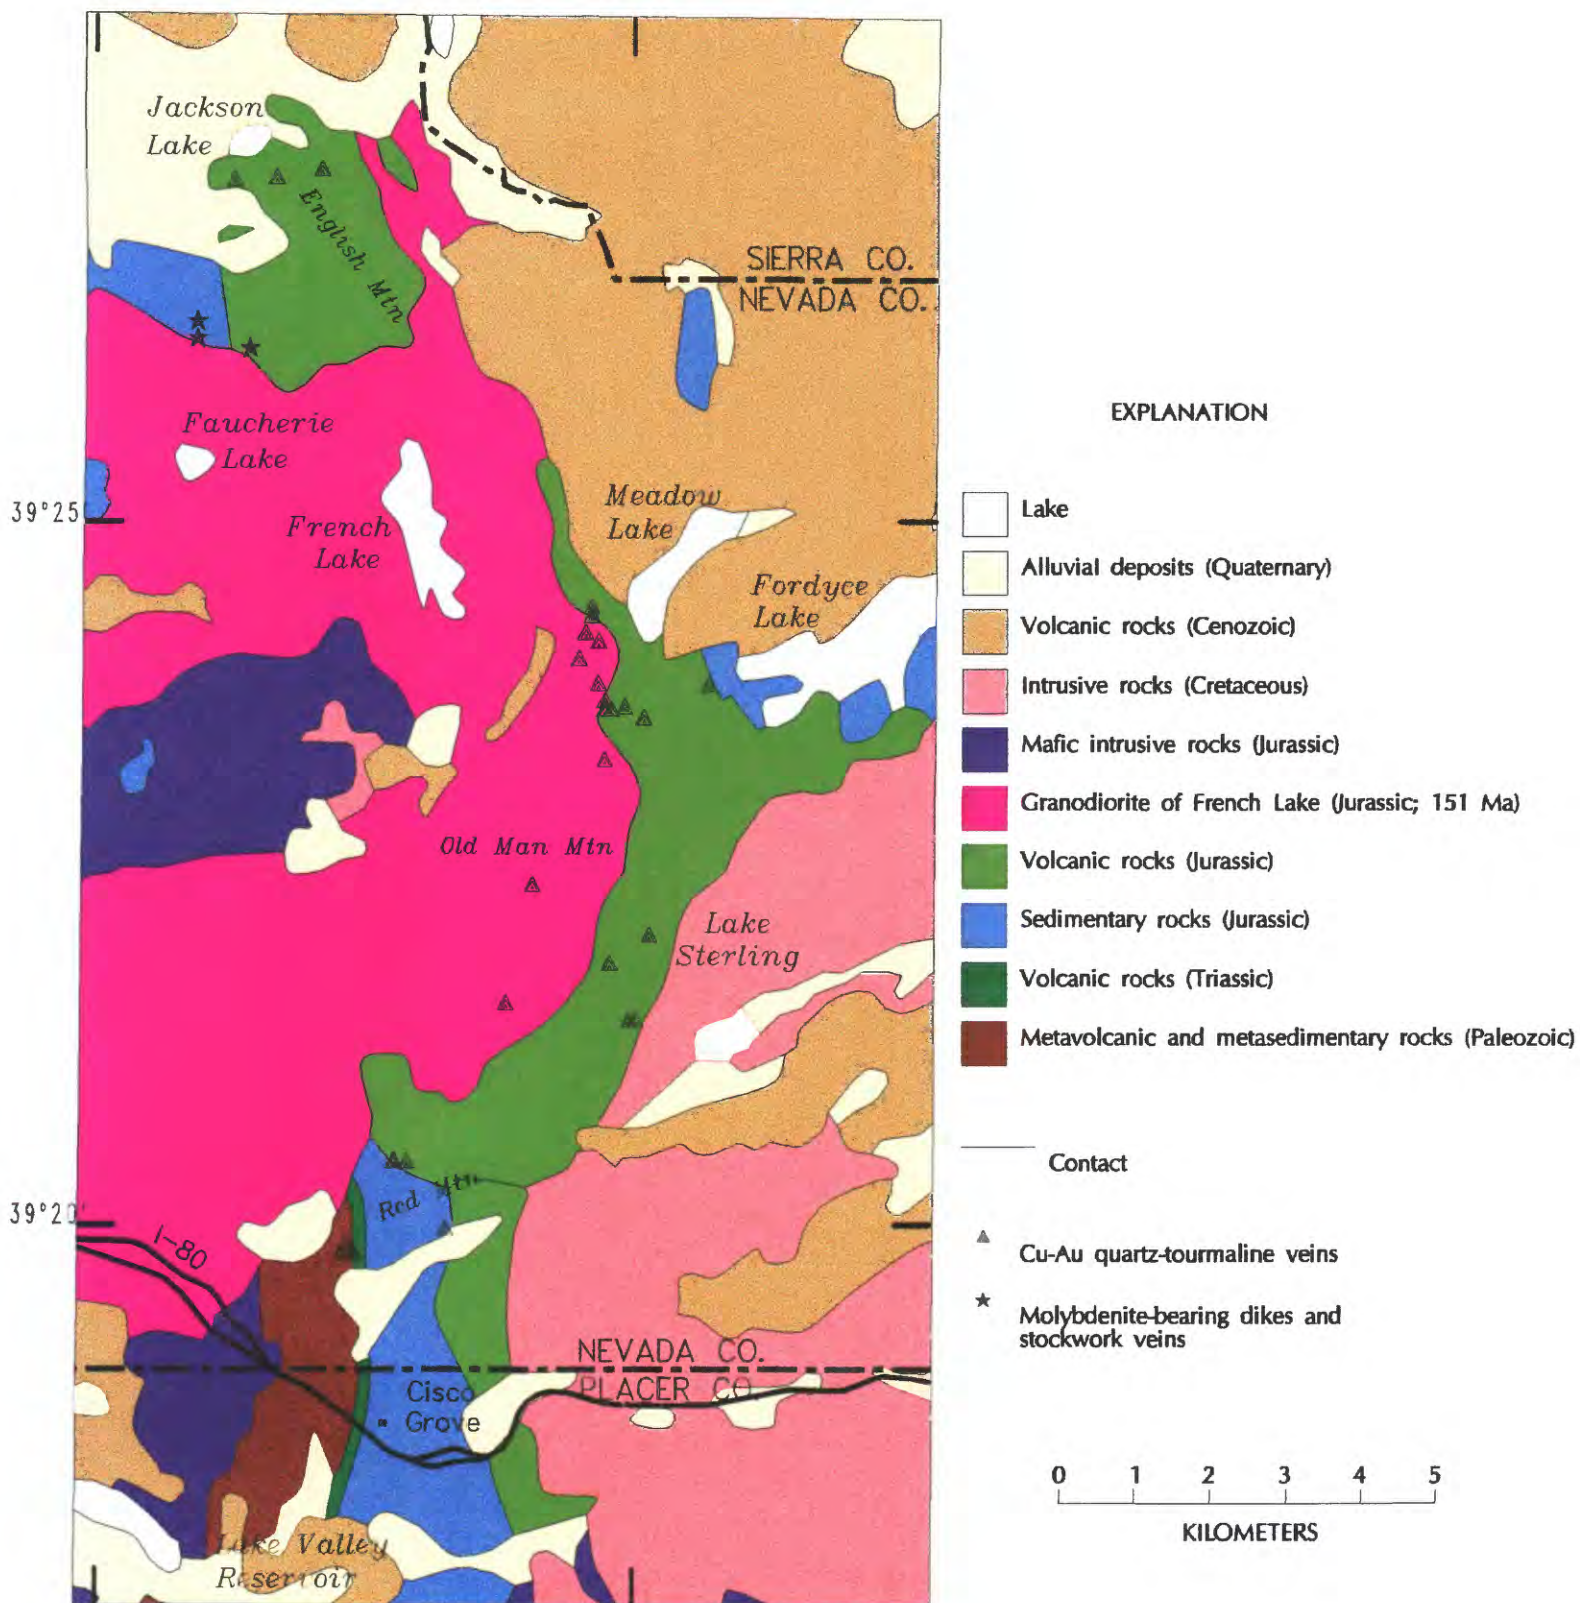 Jackson
Lake
English Mtn
SIERRA CO.
NEVADA CO.
Faucherie
Lake
39°25'
French
Lake
Meadow
Lake
Fordyce
Lake
Old Man Mtn
Lake
Sterling
Red Mtn
39°20'
I-80
NEVADA CO.
PLACER CO.
Cisco
Grove
Lake Valley
Reservoir
EXPLANATION
Lake
Alluvial deposits (Quaternary)
Volcanic rocks (Cenozoic)
Intrusive rocks (Cretaceous)
Mafic intrusive rocks (Jurassic)
Granodiorite of French Lake (Jurassic; 151 Ma)
Volcanic rocks (Jurassic)
Sedimentary rocks (Jurassic)
Volcanic rocks (Triassic)
Metavolcanic and metasedimentary rocks (Paleozoic)
Contact
Cu-Au quartz-tourmaline veins
Molybdenite-bearing dikes and
stockwork veins
0 1 2 3 4 5
KILOMETERS